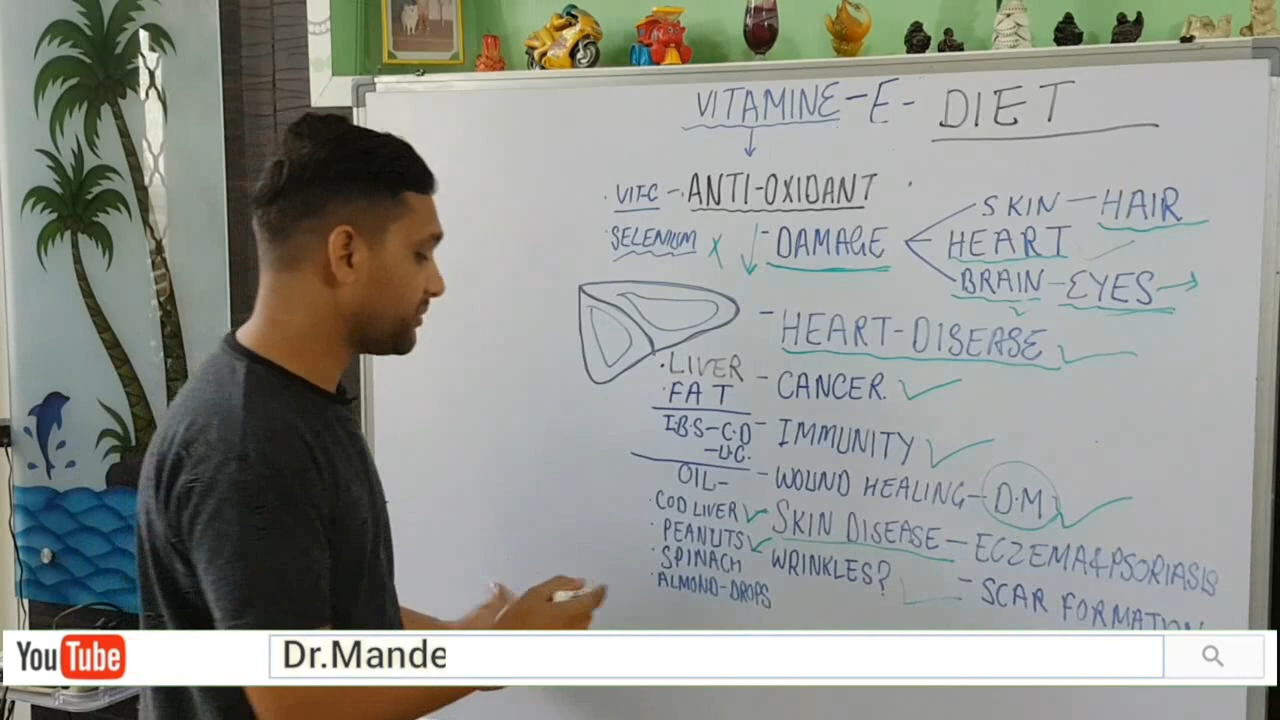 VITAMINE-E- DIET
VIT-C - ANTI-OXIDANT
SELENIUM X ↓ - DAMAGE
SKIN - HAIR
HEART
BRAIN - EYES →
- HEART-DISEASE
LIVER
- CANCER
FAT
I.B.S-C.D
- IMMUNITY
-U.C.
OIL-
- WOUND HEALING - D.M
COD LIVER
SKIN DISEASE - ECZEMA & PSORIASIS
PEANUTS
WRINKLES?
SPINACH
- SCAR FORMATION
ALMOND-DROPS
YouTube
Dr.Mande